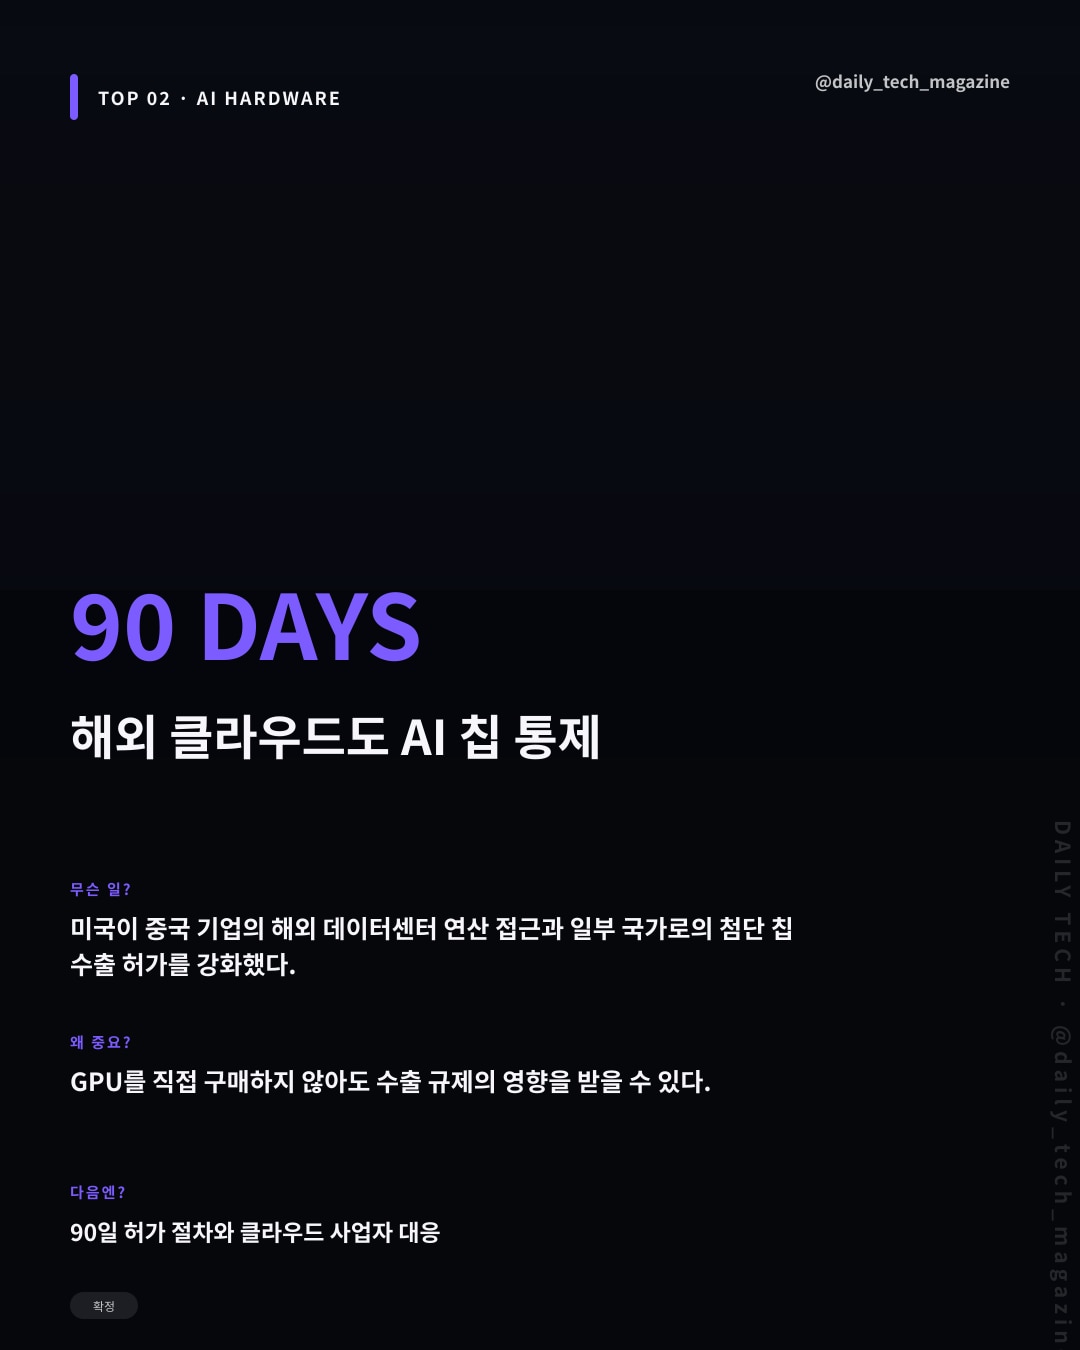 TOP 02 · AI HARDWARE
@daily_tech_magazine
90 DAYS
해외 클라우드도 AI 칩 통제
무슨 일?
미국이 중국 기업의 해외 데이터센터 연산 접근과 일부 국가로의 첨단 칩
수출 허가를 강화했다.
왜 중요?
GPU를 직접 구매하지 않아도 수출 규제의 영향을 받을 수 있다.
다음엔?
90일 허가 절차와 클라우드 사업자 대응
확정
DAILY TECH · @daily_tech_magazin